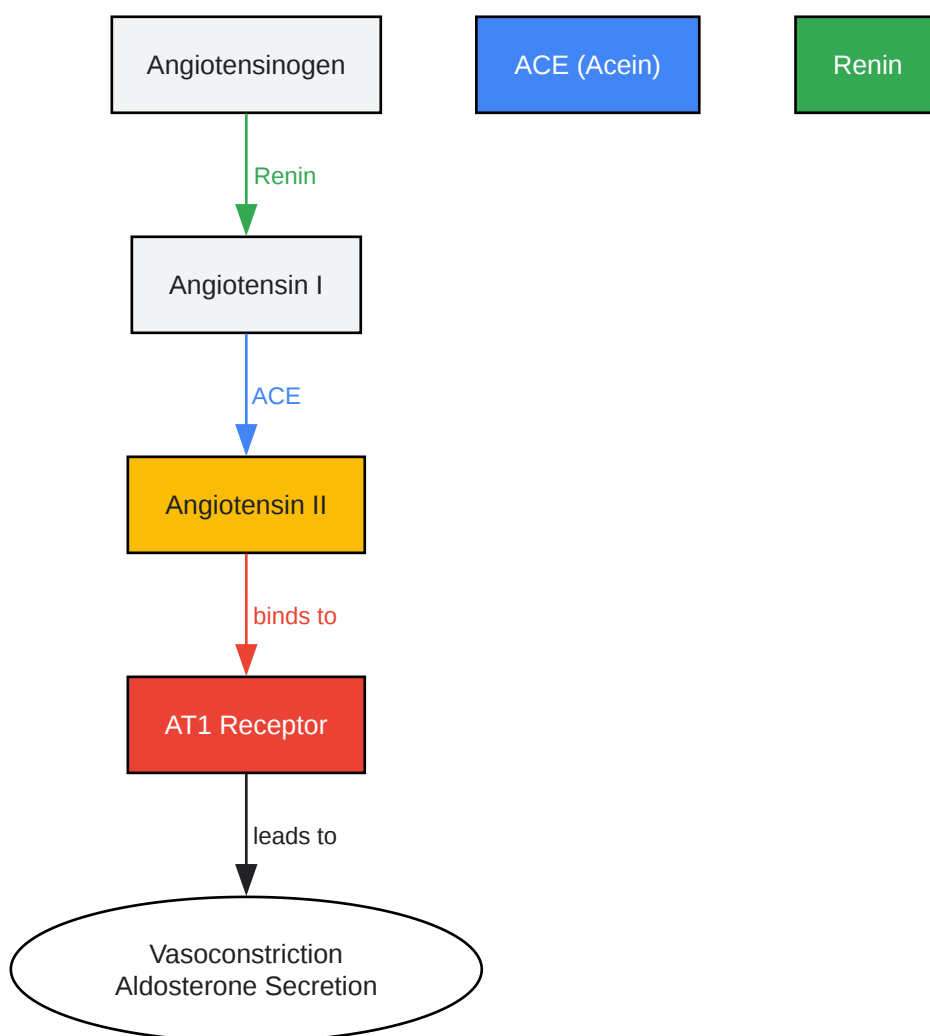 Angiotensinogen
ACE (Acein)
Renin
Renin
Angiotensin I
ACE
Angiotensin II
binds to
AT1 Receptor
leads to
Vasoconstriction
Aldosterone Secretion